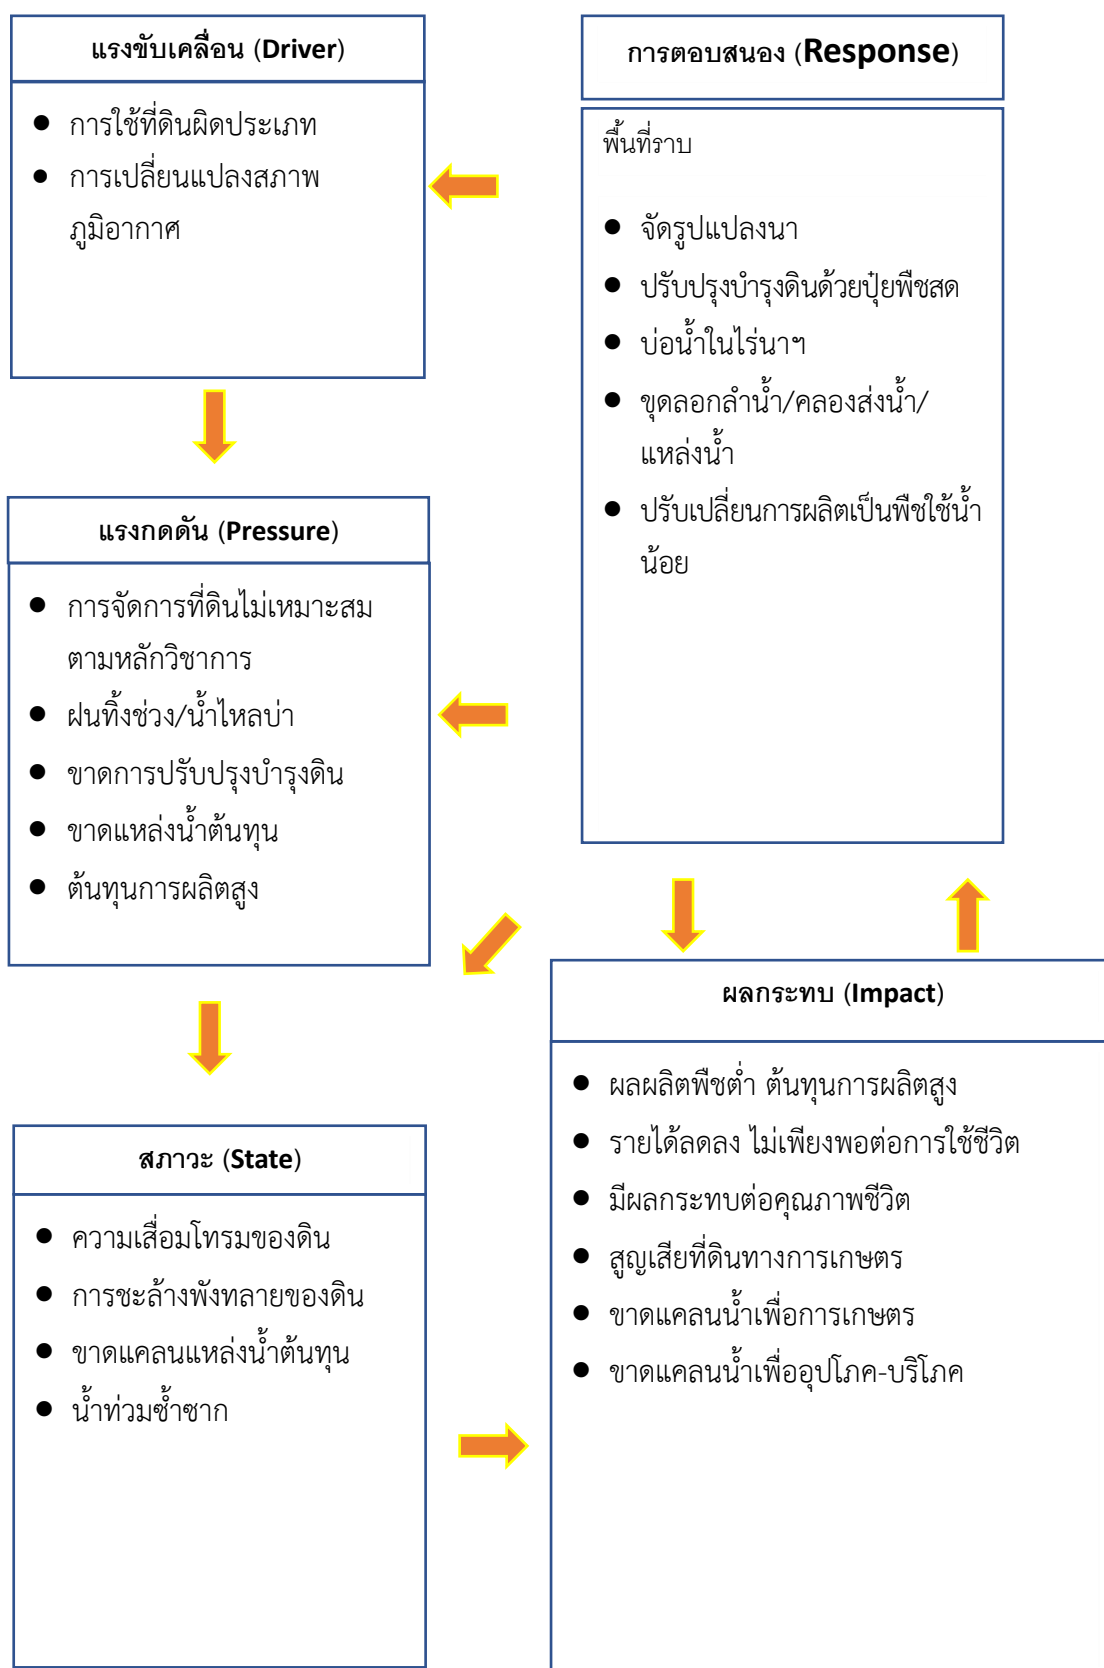 แรงขับเคลื่อน (Driver)
● การใช้ที่ดินผิดประเภท
● การเปลี่ยนแปลงสภาพ
ภูมิอากาศ
การตอบสนอง (Response)
พื้นที่ราบ
● จัดรูปแปลงนา
● ปรับปรุงบำรุงดินด้วยปุ๋ยพืชสด
● บ่อน้ำในไร่นาฯ
● ขุดลอกลำน้ำ/คลองส่งน้ำ/
แหล่งน้ำ
● ปรับเปลี่ยนการผลิตเป็นพืชใช้น้ำ
น้อย
แรงกดดัน (Pressure)
● การจัดการที่ดินไม่เหมาะสม
ตามหลักวิชาการ
● ฝนทิ้งช่วง/น้ำไหลบ่า
● ขาดการปรับปรุงบำรุงดิน
● ขาดแหล่งน้ำต้นทุน
● ต้นทุนการผลิตสูง
สภาวะ (State)
● ความเสื่อมโทรมของดิน
● การชะล้างพังทลายของดิน
● ขาดแคลนแหล่งน้ำต้นทุน
● น้ำท่วมซ้ำซาก
ผลกระทบ (Impact)
● ผลผลิตพืชต่ำ ต้นทุนการผลิตสูง
● รายได้ลดลง ไม่เพียงพอต่อการใช้ชีวิต
● มีผลกระทบต่อคุณภาพชีวิต
● สูญเสียที่ดินทางการเกษตร
● ขาดแคลนน้ำเพื่อการเกษตร
● ขาดแคลนน้ำเพื่ออุปโภค-บริโภค